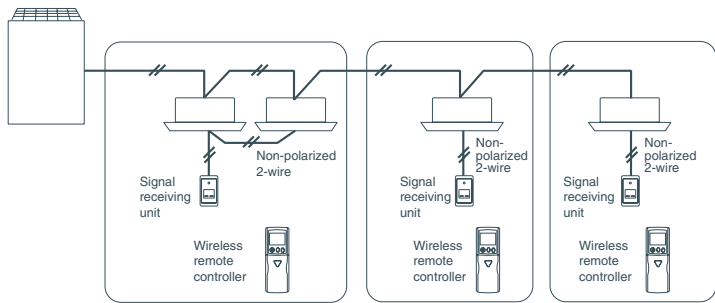 Non-polarized
2-wire
Signal
receiving
unit
Wireless
remote
controller
Non-
polarized
2-wire
Signal
receiving
unit
Wireless
remote
controller
Non-
polarized
2-wire
Signal
receiving
unit
Wireless
remote
controller